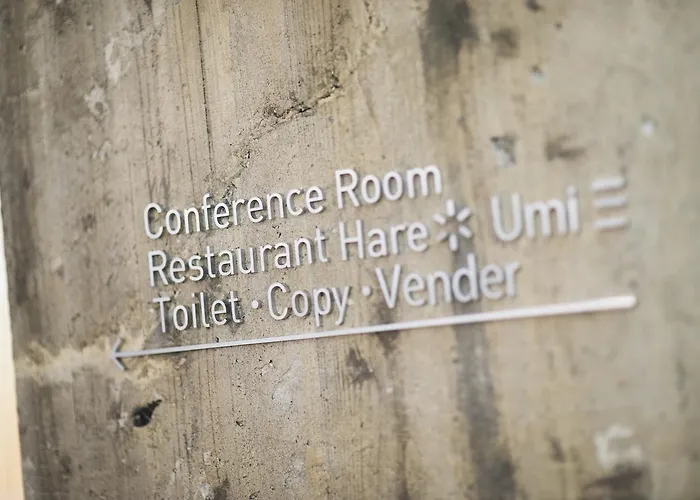 Conference Room
Restaurant Hare Umi
Toilet · Copy · Vender